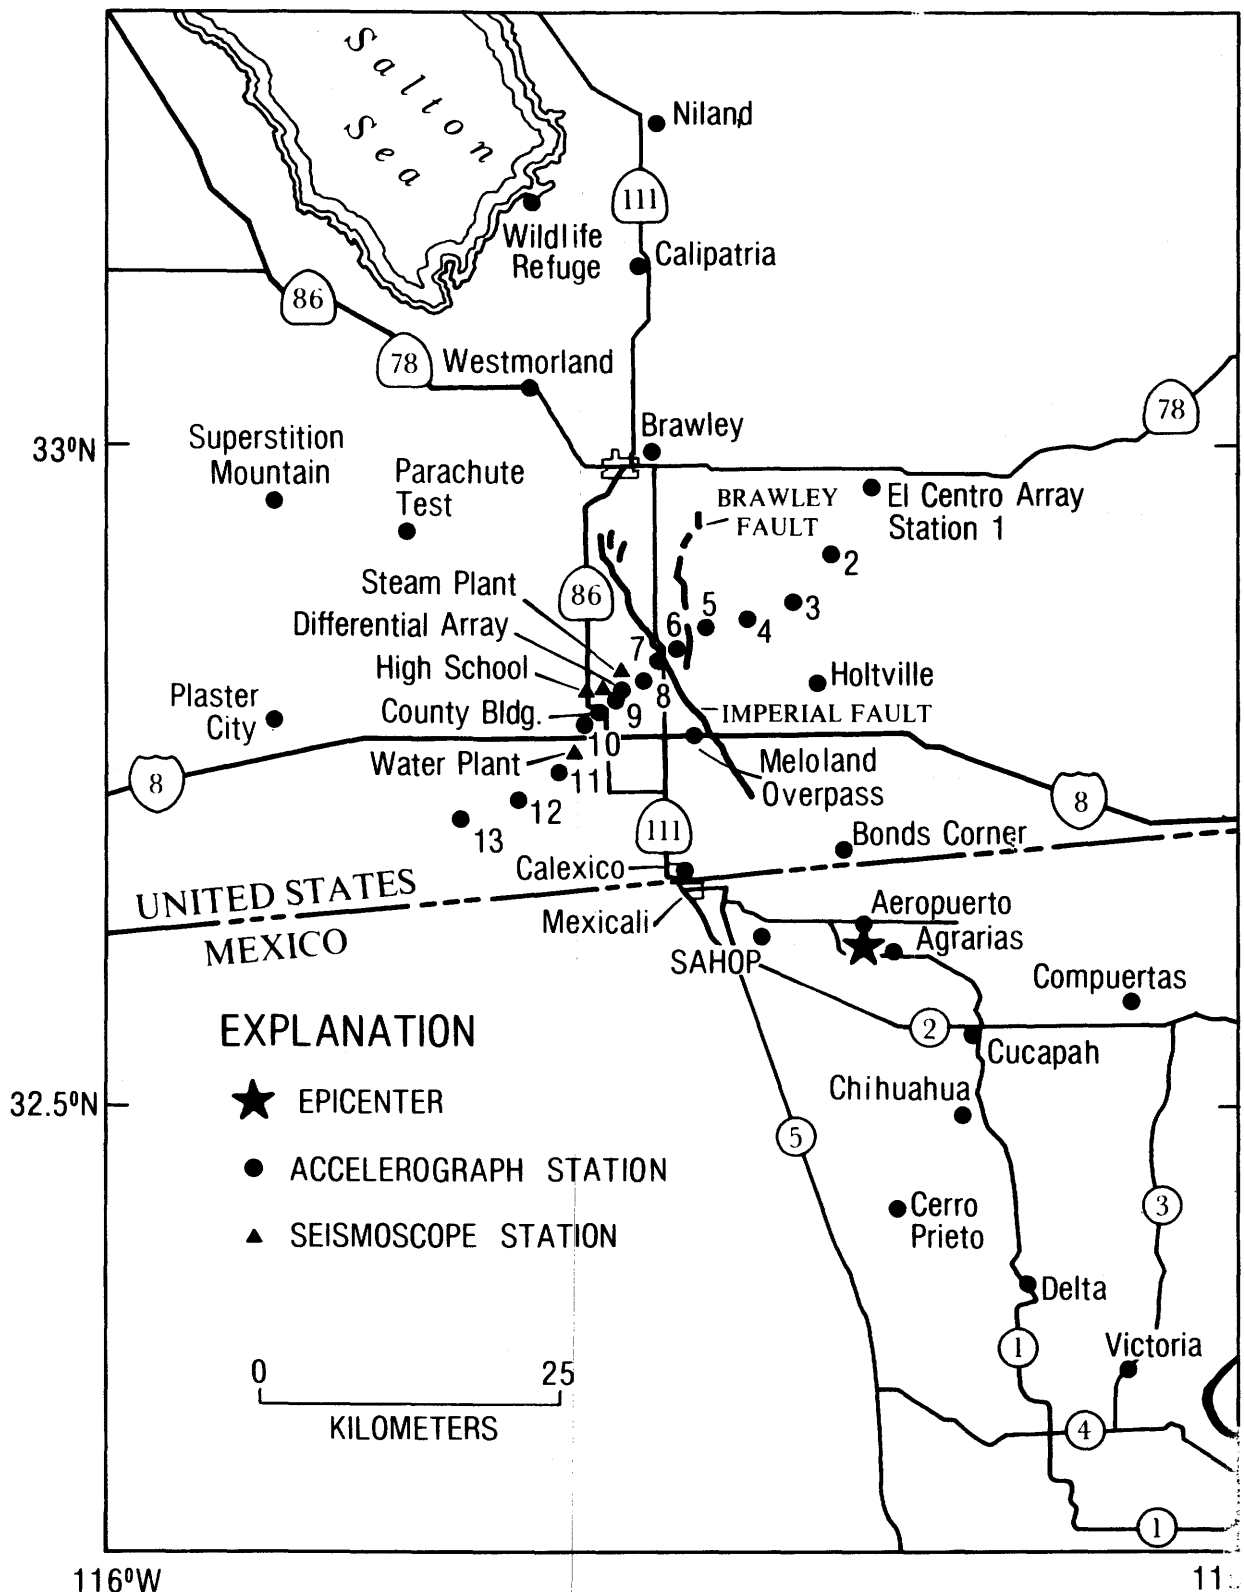 Salton
Sea
Niland
111
Wildlife
Refuge
Calipatria
86
78
Westmorland
78
Brawley
33⁰N
Superstition
Mountain
Parachute
Test
BRAWLEY
FAULT
El Centro Array
Station 1
2
Steam Plant
86
3
5
4
Differential Array
6
7
High School
Holtville
8
Plaster
City
County Bldg.
9
IMPERIAL FAULT
10
Water Plant
Meloland
Overpass
8
11
8
12
13
111
Bonds Corner
Calexico
UNITED STATES
MEXICO
Mexicali
Aeropuerto
Agrarias
SAHOP
Compuertas
EXPLANATION
2
Cucapah
EPICENTER
Chihuahua
32.5⁰N
5
ACCELEROGRAPH STATION
Cerro
Prieto
3
SEISMOSCOPE STATION
Delta
1
Victoria
0 25
KILOMETERS
4
1
116⁰W